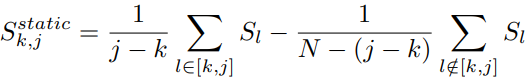 $$S_{k,j}^{static} = \frac{1}{j-k} \sum_{l \in [k,j]} S_l - \frac{1}{N-(j-k)} \sum_{l \notin [k,j]} S_l$$